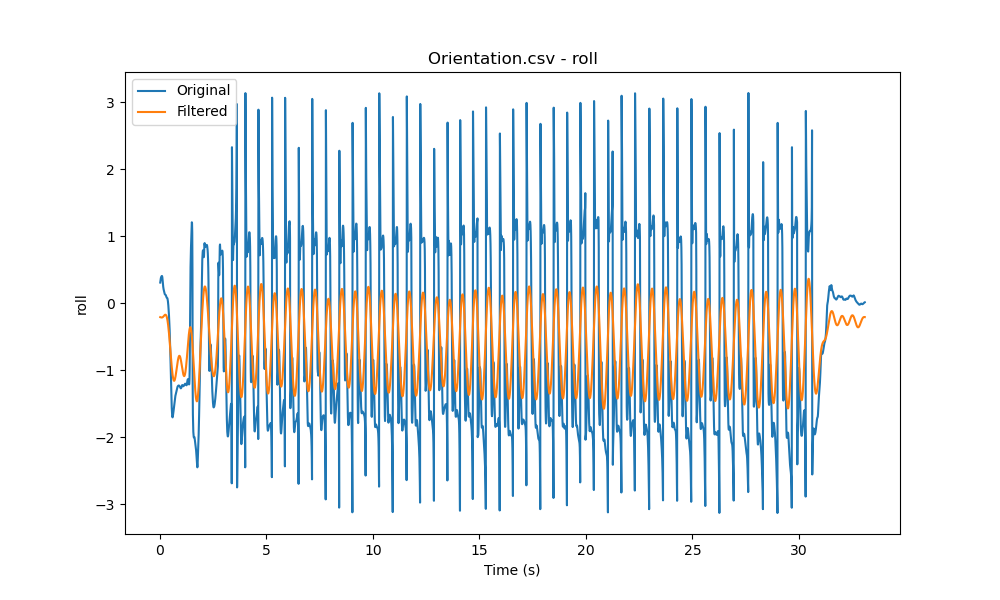 Orientation.csv - roll
Original
Filtered
3
2
1
0
−1
−2
−3
roll
0 5 10 15 20 25 30
Time (s)